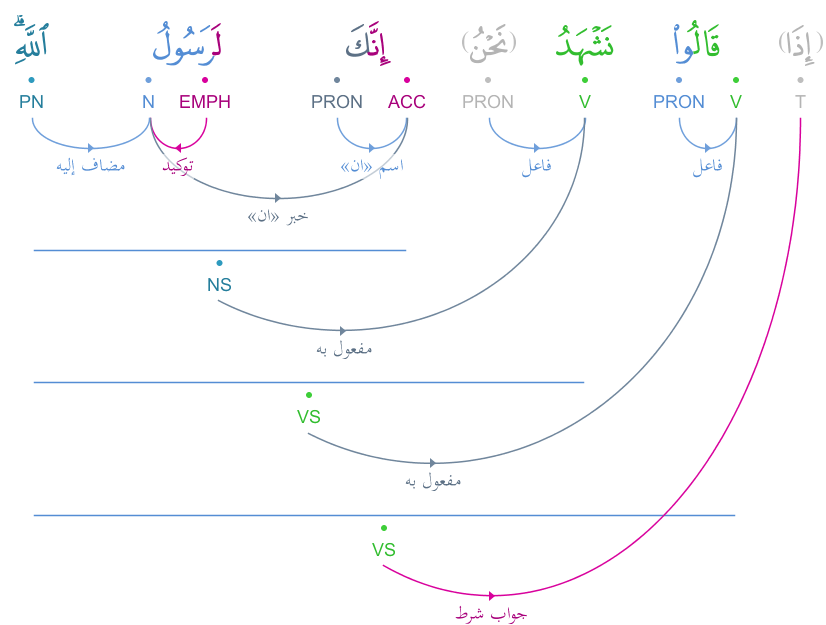 (إِذَا) قَالُوا۟ نَشْهَدُ (نَحْنُ) إِنَّكَ لَرَسُولُ ٱللَّهِ ۗ
T V PRON V PRON ACC PRON EMPH N PN
فاعل فاعل اسم «ان» توكيد مضاف إليه
خبر «ان»
NS
مفعول به
VS
مفعول به
VS
جواب شرط